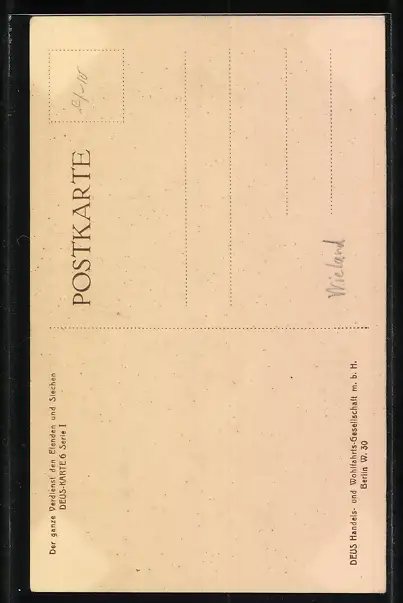 Der ganze Verdienst den Elenden und Siechen
DEUS-KARTE 6 Serie I
POSTKARTE
Wieland
DEUS Handels- und Wohlfahrts-Gesellschaft m. b. H.
Berlin W. 30